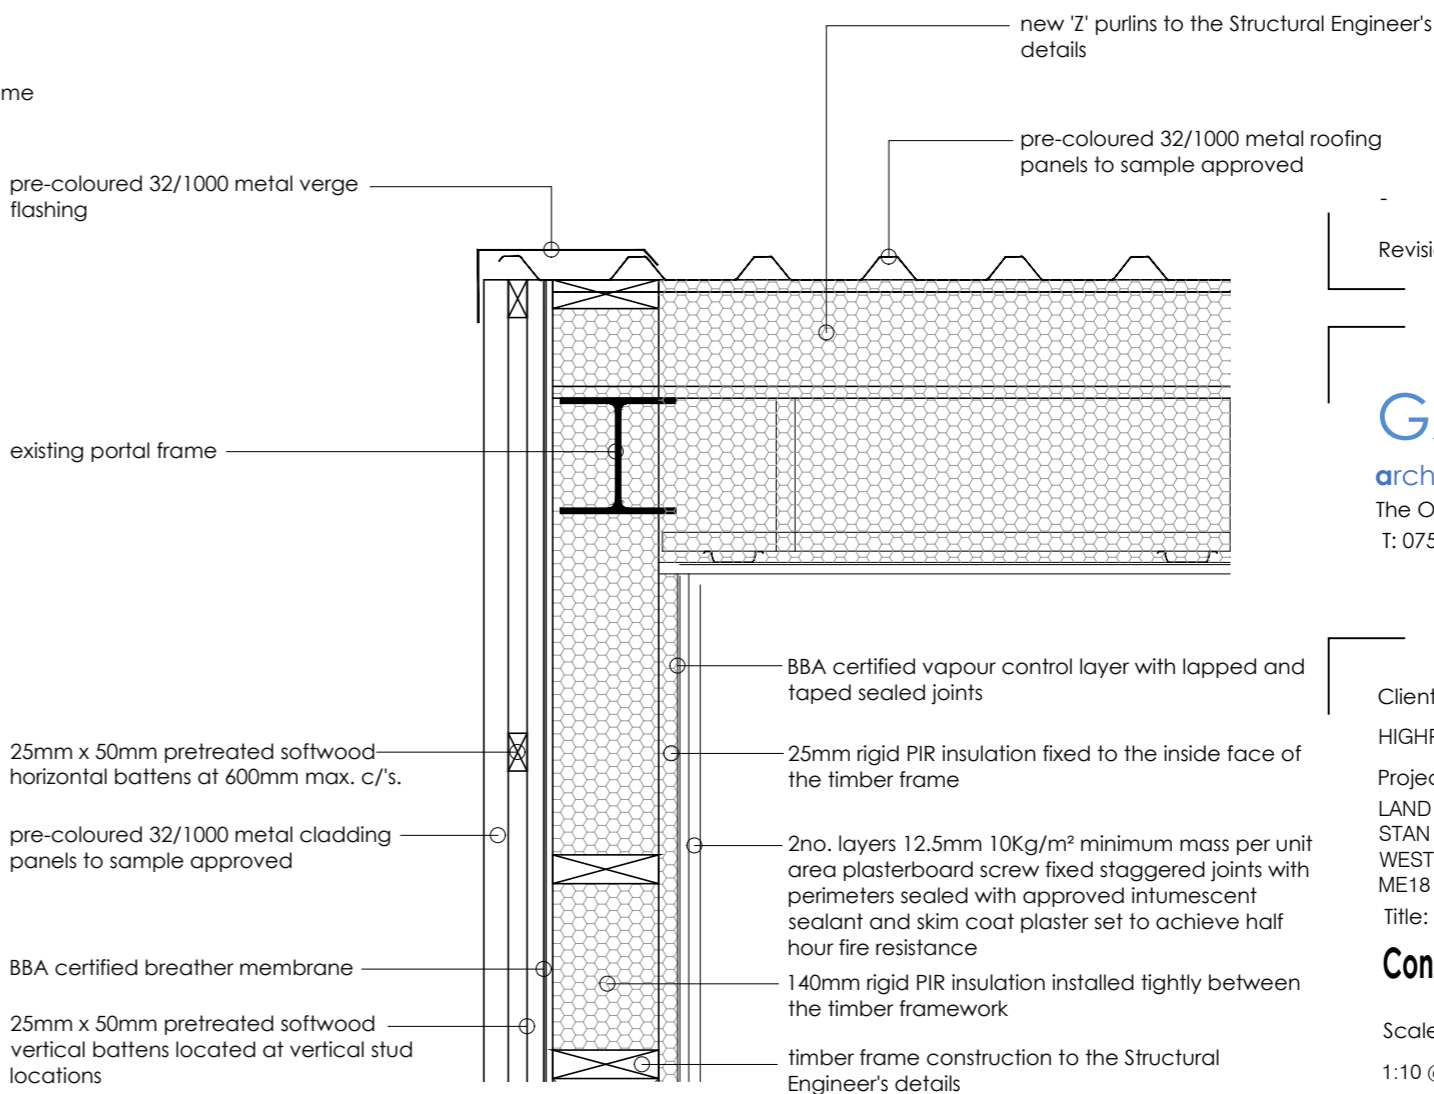 new 'Z' purlins to the Structural Engineer's
details
me
pre-coloured 32/1000 metal roofing
panels to sample approved
pre-coloured 32/1000 metal verge
flashing
-
existing portal frame
The O
T: 075
BBA certified vapour control layer with lapped and
taped sealed joints
25mm x 50mm pretreated softwood
horizontal battens at 600mm max. c/'s.
25mm rigid PIR insulation fixed to the inside face of
the timber frame
pre-coloured 32/1000 metal cladding
panels to sample approved
2no. layers 12.5mm 10Kg/m² minimum mass per unit
area plasterboard screw fixed staggered joints with
perimeters sealed with approved intumescent
sealant and skim coat plaster set to achieve half
hour fire resistance
BBA certified breather membrane
140mm rigid PIR insulation installed tightly between
the timber framework
25mm x 50mm pretreated softwood
vertical battens located at vertical stud
locations
timber frame construction to the Structural
Engineer's details
Revisi
G
arch
Client
HIGHF
Projec
LAND
STAN
WEST
ME18
Title:
Con
Scale
1:10 @